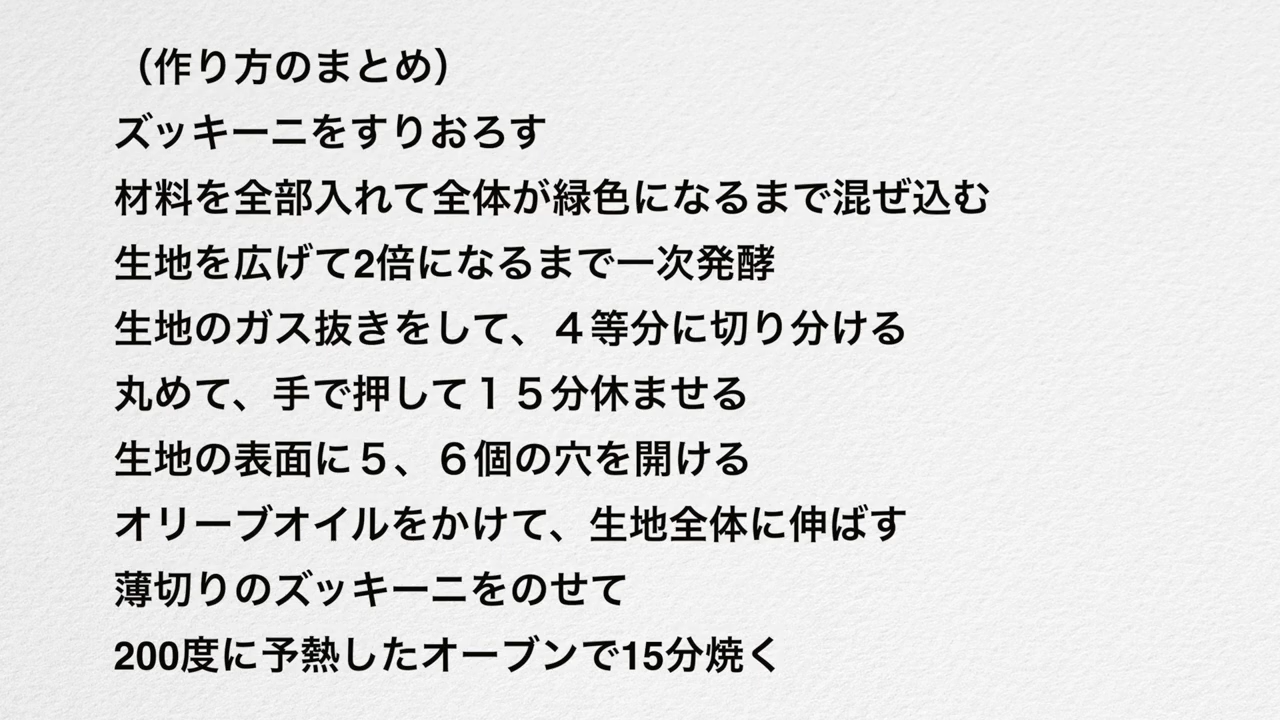 （作り方のまとめ）
ズッキーニをすりおろす
材料を全部入れて全体が緑色になるまで混ぜ込む
生地を広げて2倍になるまで一次発酵
生地のガス抜きをして、４等分に切り分ける
丸めて、手で押して１５分休ませる
生地の表面に５、６個の穴を開ける
オリーブオイルをかけて、生地全体に伸ばす
薄切りのズッキーニをのせて
200度に予熱したオーブンで15分焼く